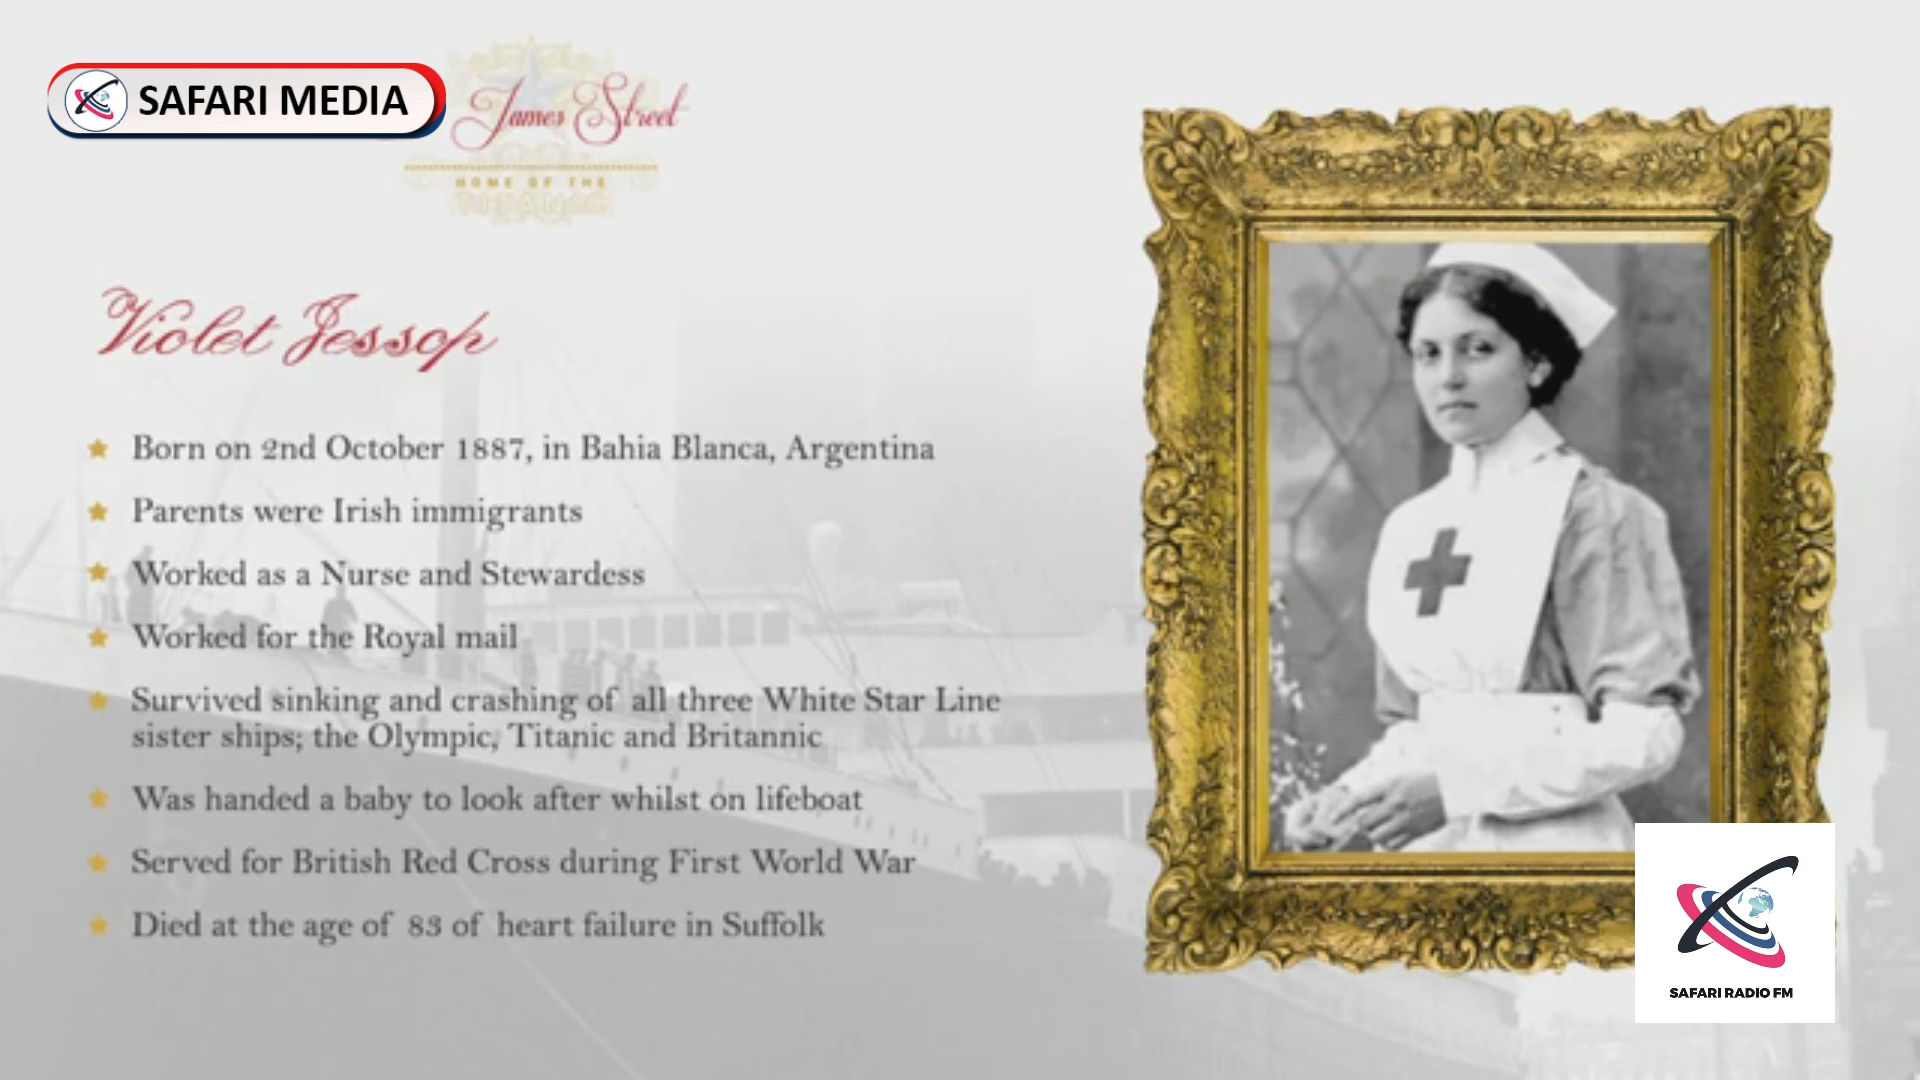 SAFARI MEDIA
James Street
HOME OF THE
TITANIC
Violet Jessop
Born on 2nd October 1887, in Bahia Blanca, Argentina
Parents were Irish immigrants
Worked as a Nurse and Stewardess
Worked for the Royal mail
Survived sinking and crashing of all three White Star Line
sister ships; the Olympic, Titanic and Britannic
Was handed a baby to look after whilst on lifeboat
Served for British Red Cross during First World War
Died at the age of 83 of heart failure in Suffolk
SAFARI RADIO FM